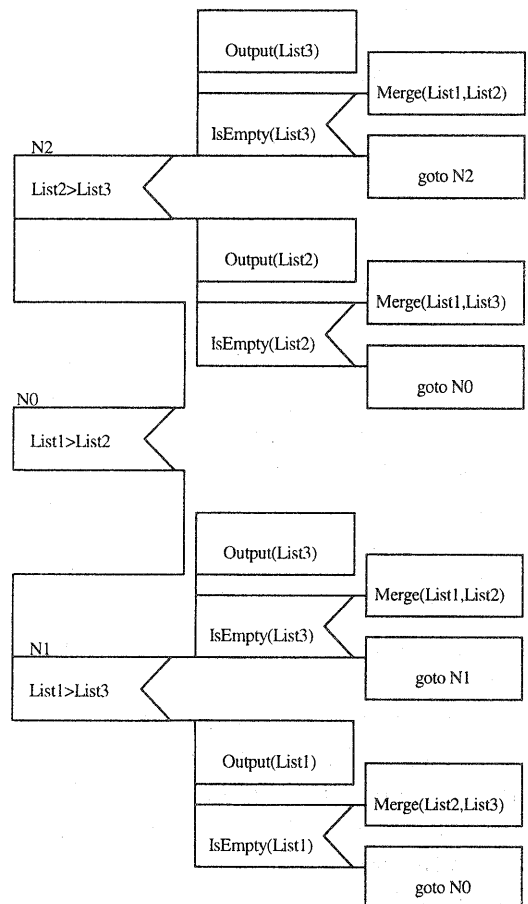 Output(List3)
Merge(List1,List2)
IsEmpty(List3)
N2
goto N2
List2>List3
Output(List2)
Merge(List1,List3)
IsEmpty(List2)
goto N0
N0
List1>List2
Output(List3)
Merge(List1,List2)
IsEmpty(List3)
N1
goto N1
List1>List3
Output(List1)
Merge(List2,List3)
IsEmpty(List1)
goto N0